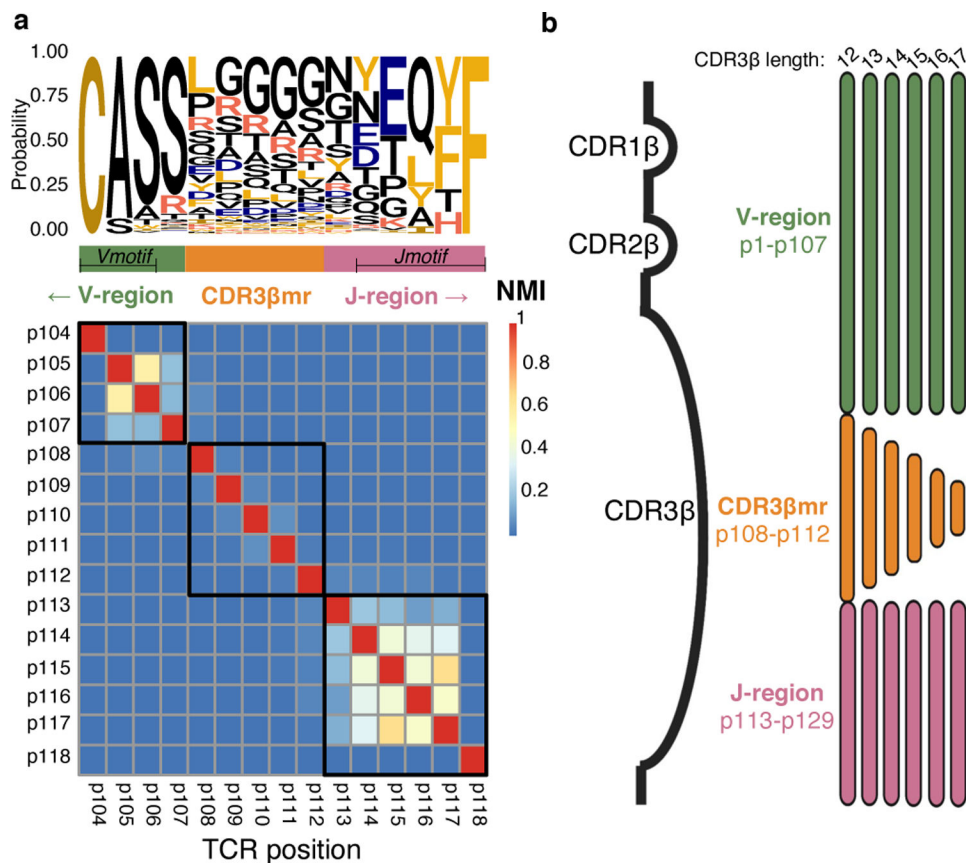 a
1.00
0.75
0.50
0.25
0.00
Probability
Vmotif
Jmotif
← V-region CDR3βmr J-region →
NMI
1
0.8
0.6
0.4
0.2
p104
p105
p106
p107
p108
p109
p110
p111
p112
p113
p114
p115
p116
p117
p118
p104 p105 p106 p107 p108 p109 p110 p111 p112 p113 p114 p115 p116 p117 p118
TCR position
b
CDR3β length: 12 13 14 15 16 17
CDR1β
CDR2β
CDR3β
V-region
p1-p107
CDR3βmr
p108-p112
J-region
p113-p129